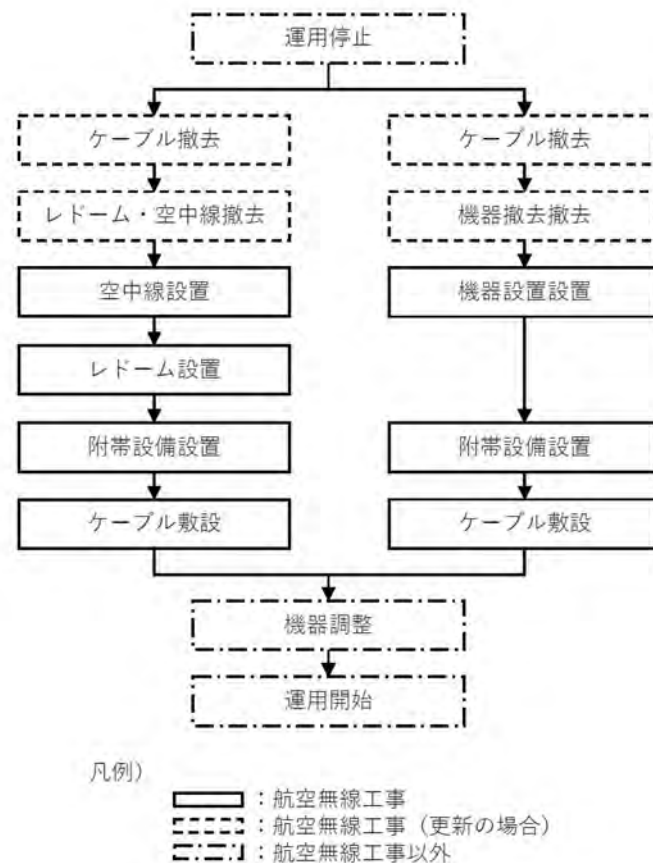 運用停止
ケーブル撤去
ケーブル撤去
レドーム・空中線撤去
機器撤去撤去
空中線設置
機器設置設置
レドーム設置
附帯設備設置
附帯設備設置
ケーブル敷設
ケーブル敷設
機器調整
運用開始
凡例）
：航空無線工事
：航空無線工事（更新の場合）
：航空無線工事以外